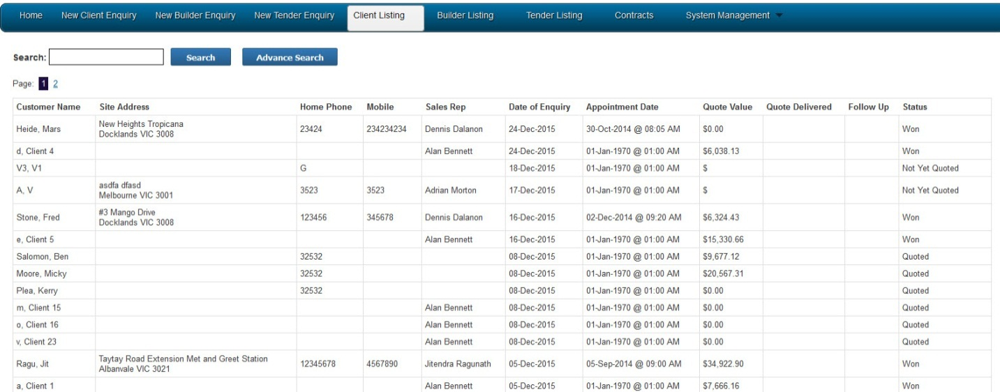 Home New Client Enquiry New Builder Enquiry New Tender Enquiry Client Listing Builder Listing Tender Listing Contracts System Management
Search: Search Advance Search
Page: 1 2
Customer Name Site Address Home Phone Mobile Sales Rep Date of Enquiry Appointment Date Quote Value Quote Delivered Follow Up Status
New Heights Tropicana
Heide, Mars 23424 234234234 Dennis Dalanon 24-Dec-2015 30-Oct-2014 @ 08:05 AM $0.00 Won
Docklands VIC 3008
d, Client 4 Alan Bennett 24-Dec-2015 01-Jan-1970 @ 01:00 AM $6,038.13 Won
V3, V1 G 18-Dec-2015 01-Jan-1970 @ 01:00 AM $ Not Yet Quoted
asdfa dfasd
A, V 3523 3523 Adrian Morton 17-Dec-2015 01-Jan-1970 @ 01:00 AM $ Not Yet Quoted
Melbourne VIC 3001
#3 Mango Drive
Stone, Fred 123456 345678 Dennis Dalanon 16-Dec-2015 02-Dec-2014 @ 09:20 AM $6,324.43 Won
Docklands VIC 3008
e, Client 5 Alan Bennett 16-Dec-2015 01-Jan-1970 @ 01:00 AM $15,330.66 Won
Salomon, Ben 32532 08-Dec-2015 01-Jan-1970 @ 01:00 AM $9,677.12 Quoted
Moore, Micky 32532 08-Dec-2015 01-Jan-1970 @ 01:00 AM $20,567.31 Quoted
Plea, Kerry 32532 08-Dec-2015 01-Jan-1970 @ 01:00 AM $0.00 Quoted
m, Client 15 Alan Bennett 08-Dec-2015 01-Jan-1970 @ 01:00 AM $0.00 Quoted
o, Client 16 Alan Bennett 08-Dec-2015 01-Jan-1970 @ 01:00 AM $0.00 Quoted
v, Client 23 Alan Bennett 08-Dec-2015 01-Jan-1970 @ 01:00 AM $0.00 Quoted
Taytay Road Extension Met and Greet Station
Ragu, Jit 12345678 4567890 Jitendra Ragunath 05-Dec-2015 05-Sep-2014 @ 09:00 AM $34,922.90 Won
Albanvale VIC 3021
a, Client 1 Alan Bennett 05-Dec-2015 01-Jan-1970 @ 01:00 AM $7,666.16 Won